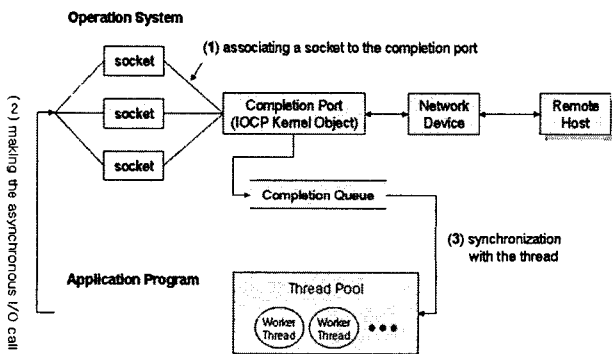 Operation System
(1) associating a socket to the completion port
socket
socket
socket
Completion Port
(IOCP Kernel Object)
Network
Device
Remote
Host
(2) making the asynchronous I/O call
Completion Queue
(3) synchronization
with the thread
Application Program
Thread Pool
Worker
Thread
Worker
Thread